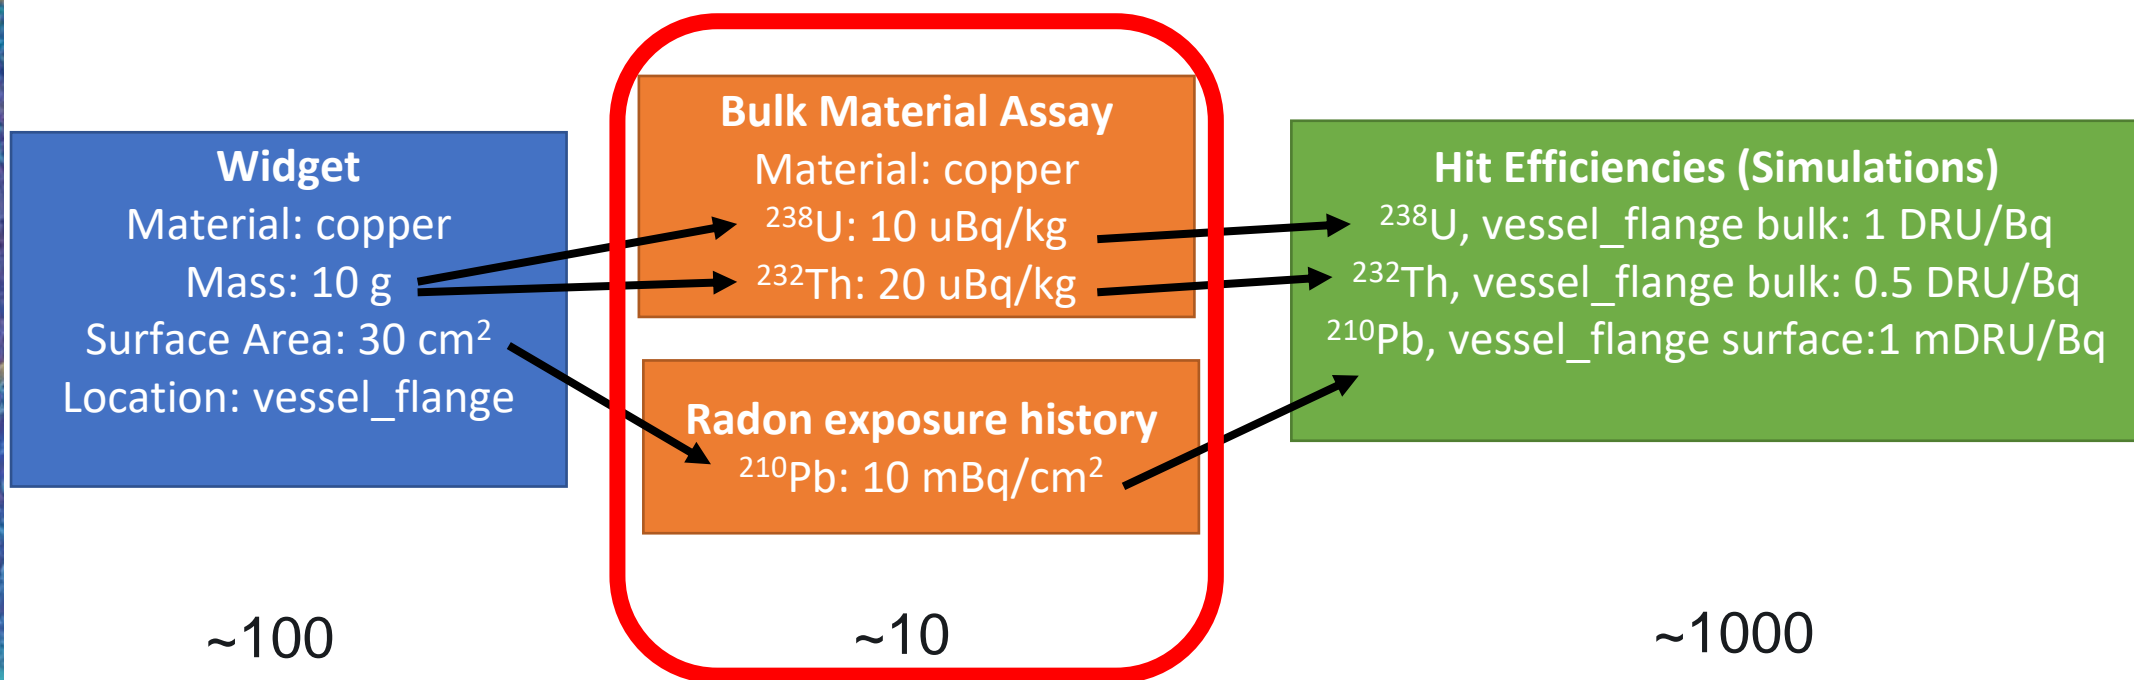 Widget
Material: copper
Mass: 10 g
Surface Area: 30 cm²
Location: vessel_flange
Bulk Material Assay
Material: copper
²³⁸U: 10 uBq/kg
²³²Th: 20 uBq/kg
Radon exposure history
²¹⁰Pb: 10 mBq/cm²
Hit Efficiencies (Simulations)
²³⁸U, vessel_flange bulk: 1 DRU/Bq
²³²Th, vessel_flange bulk: 0.5 DRU/Bq
²¹⁰Pb, vessel_flange surface:1 mDRU/Bq
~100
~10
~1000